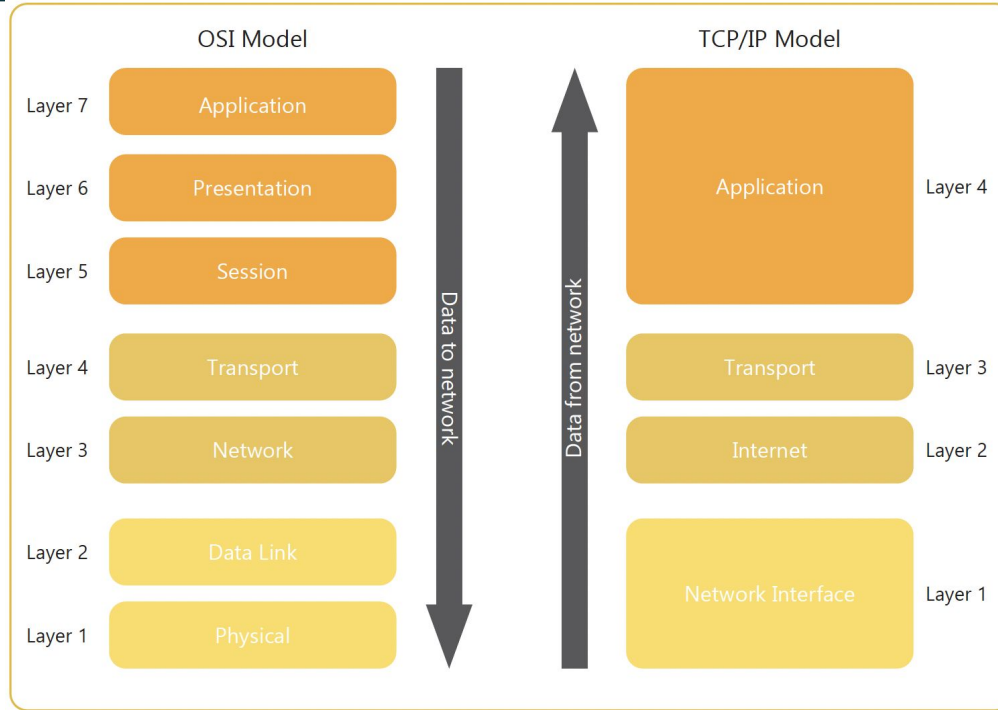 OSI Model
TCP/IP Model
Layer 7
Application
Layer 6
Presentation
Layer 5
Session
Layer 4
Transport
Layer 3
Network
Layer 2
Data Link
Layer 1
Physical
Data to network
Data from network
Application
Layer 4
Transport
Layer 3
Internet
Layer 2
Network Interface
Layer 1